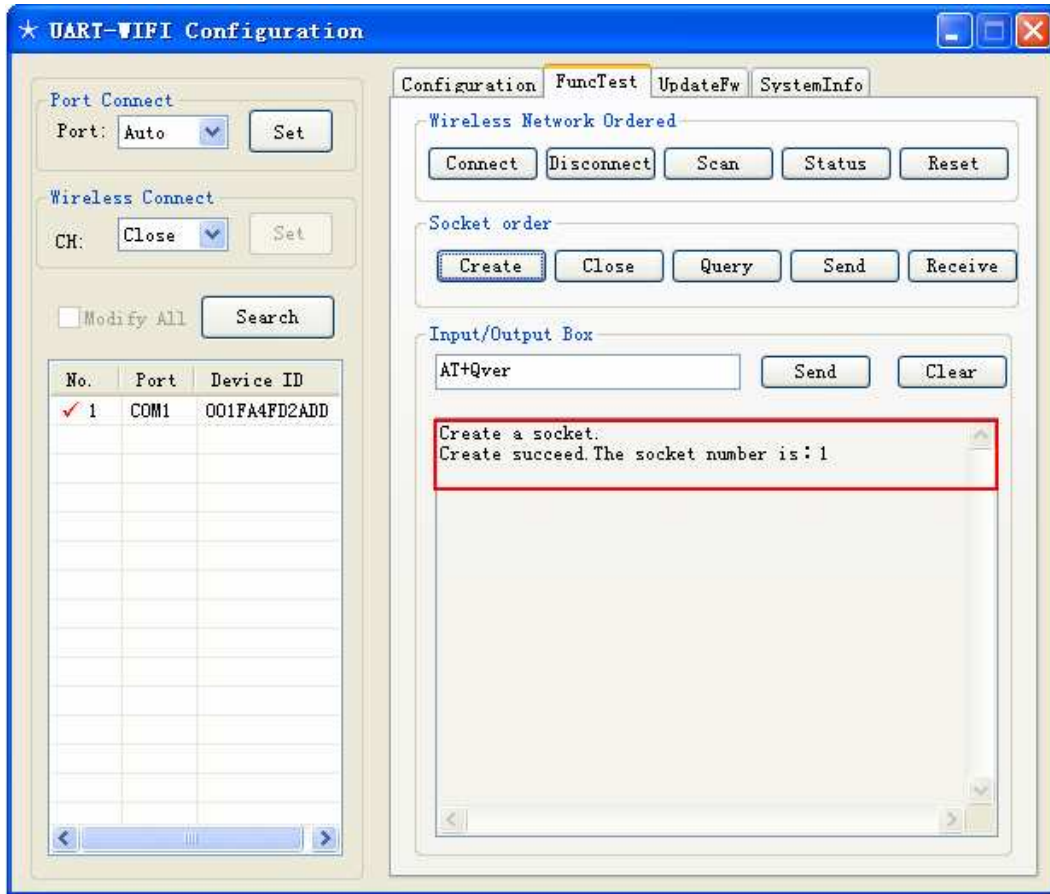 UART-WIFI Configuration
Port Connect
Port: Auto Set
Wireless Connect
CH: Close Set
Modify All Search
No. Port Device ID
1 COM1 001FA4FD2ADD
Configuration FuncTest UpdateFw SystemInfo
Wireless Network Ordered
Connect Disconnect Scan Status Reset
Socket order
Create Close Query Send Receive
Input/Output Box
AT+Qver Send Clear
Create a socket.
Create succeed.The socket number is：1